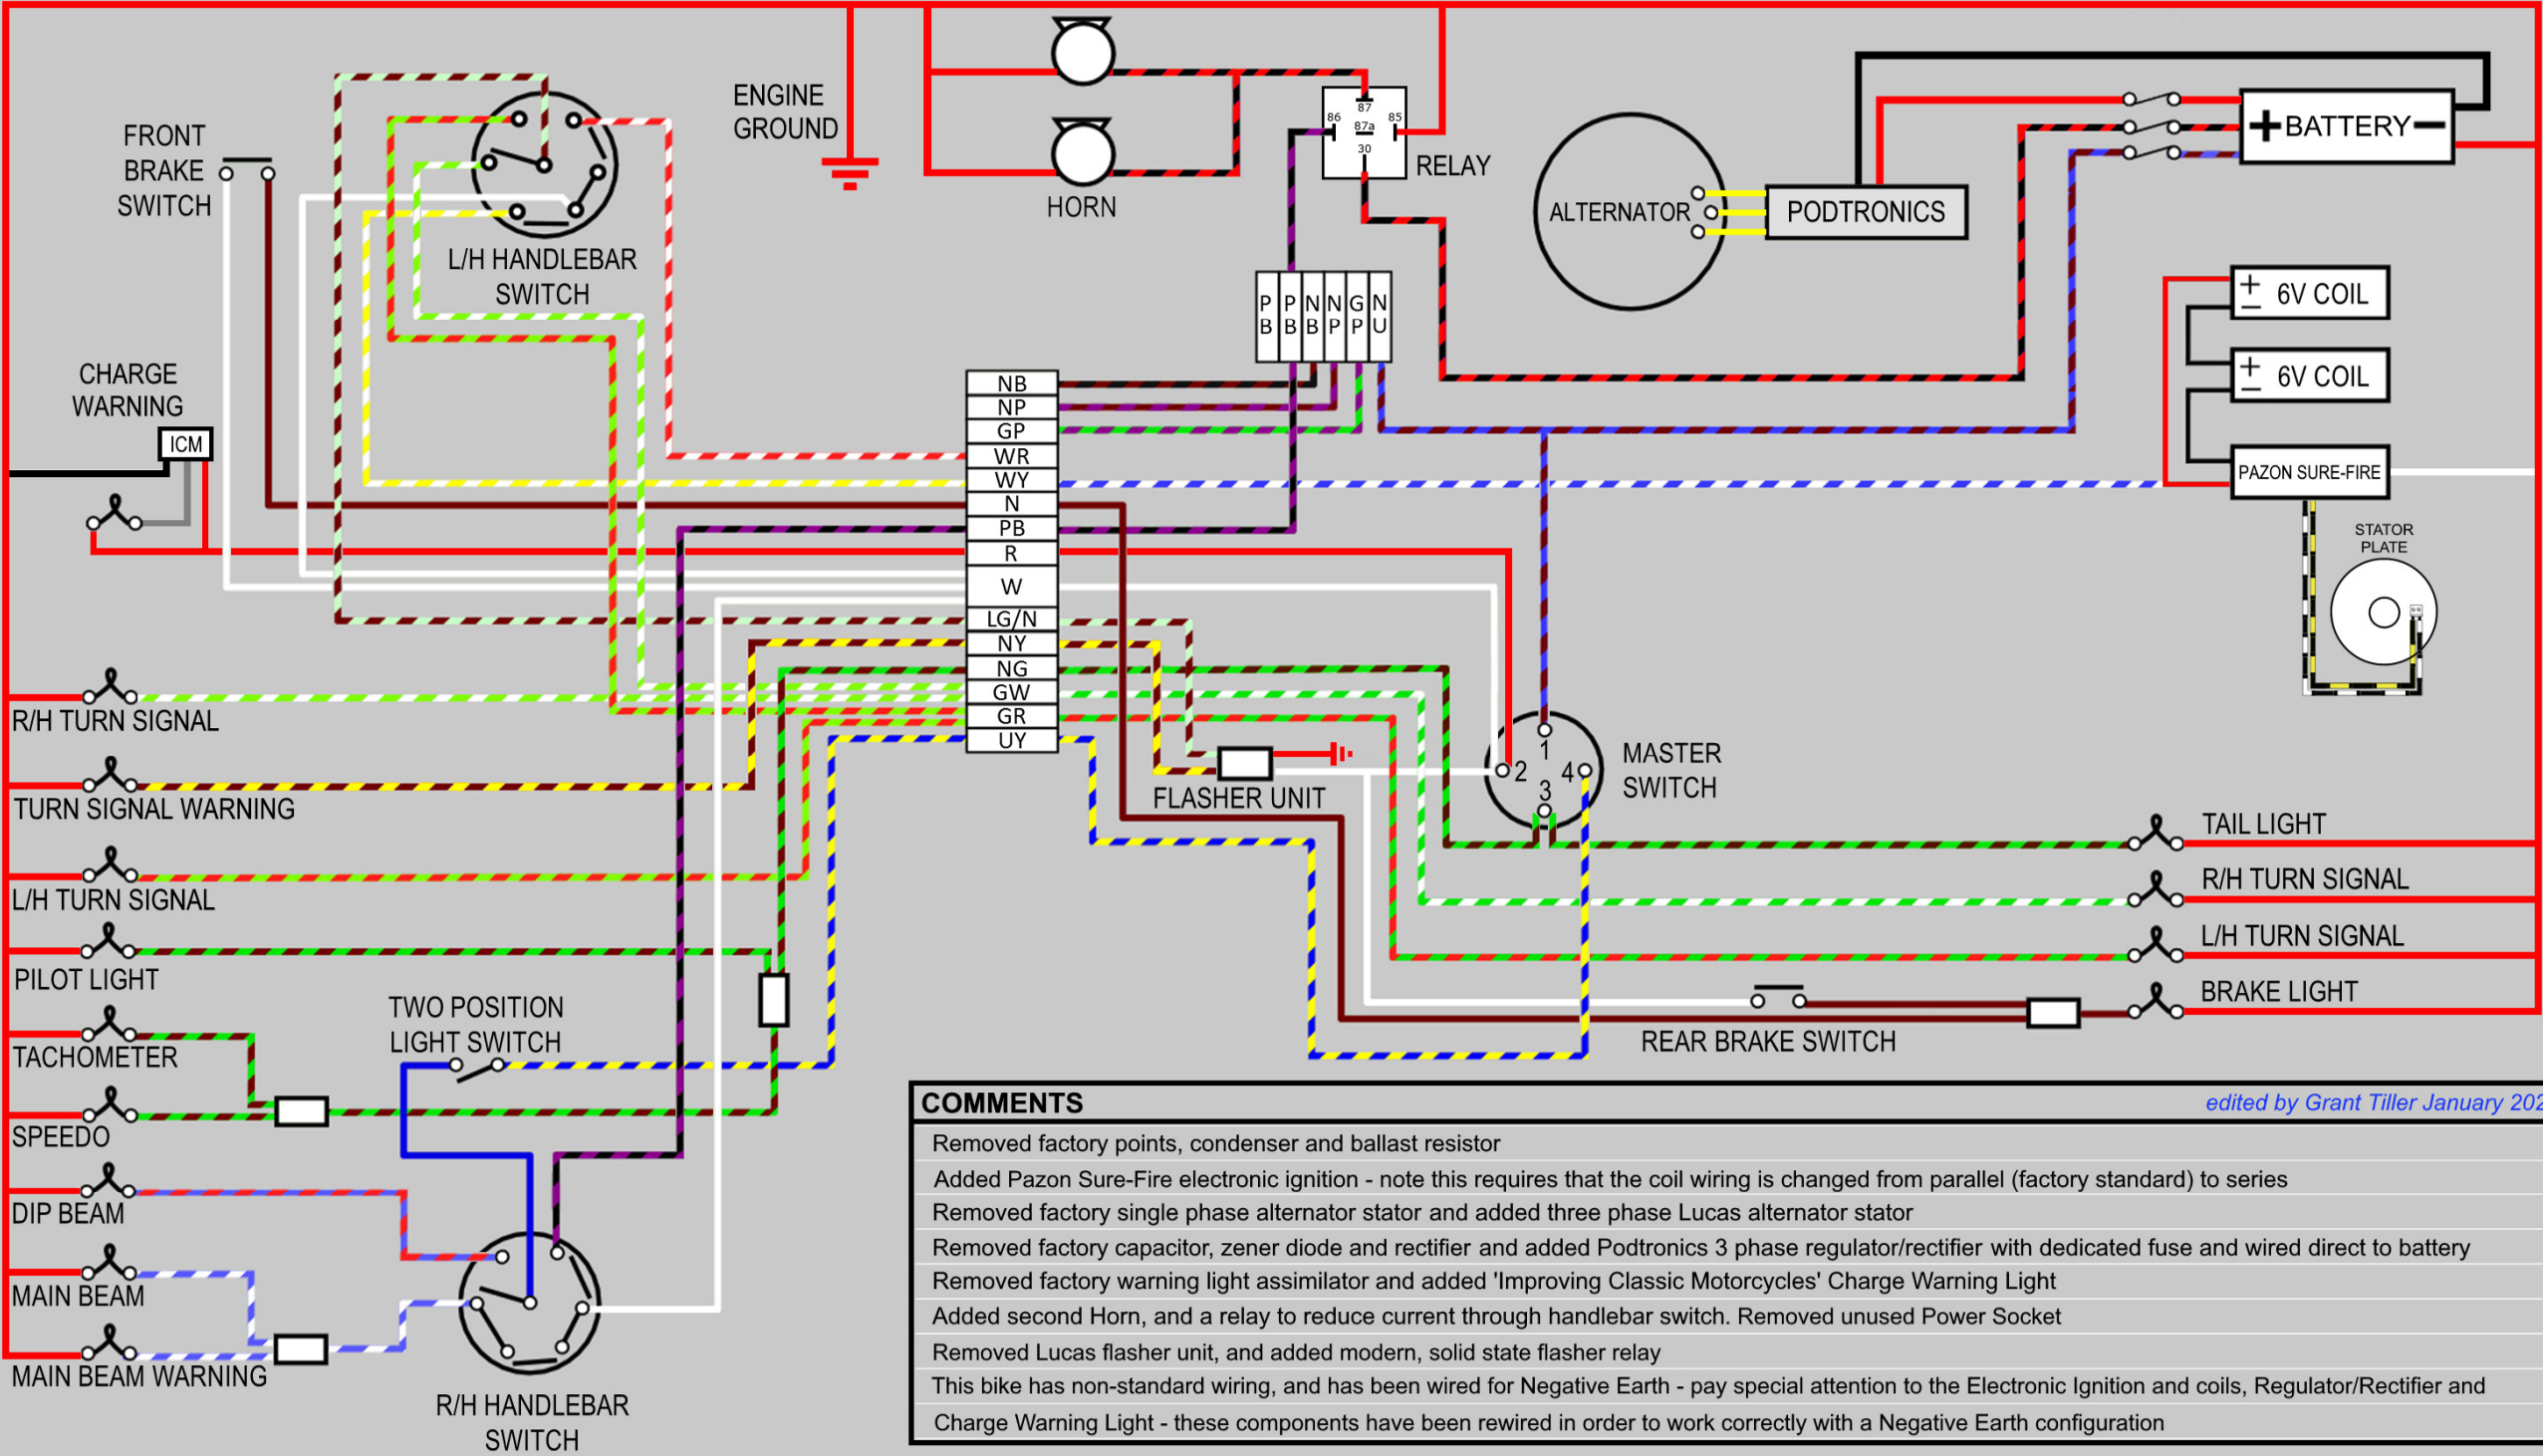 ENGINE
GROUND
HORN
87
86
87a
85
30
RELAY
ALTERNATOR
PODTRONICS
+ BATTERY −
FRONT
BRAKE
SWITCH
L/H HANDLEBAR
SWITCH
PB
PB
NB
NP
GP
NU
+
−
6V COIL
+
−
6V COIL
PAZON SURE-FIRE
STATOR
PLATE
CHARGE
WARNING
ICM
NB
NP
GP
WR
WY
N
PB
R
W
LG/N
NY
NG
GW
GR
UY
FLASHER UNIT
1
2
3
4
MASTER
SWITCH
R/H TURN SIGNAL
TURN SIGNAL WARNING
L/H TURN SIGNAL
PILOT LIGHT
TACHOMETER
SPEEDO
DIP BEAM
MAIN BEAM
MAIN BEAM WARNING
TWO POSITION
LIGHT SWITCH
R/H HANDLEBAR
SWITCH
TAIL LIGHT
R/H TURN SIGNAL
L/H TURN SIGNAL
BRAKE LIGHT
REAR BRAKE SWITCH
COMMENTS
edited by Grant Tiller January 202
Removed factory points, condenser and ballast resistor
Added Pazon Sure-Fire electronic ignition - note this requires that the coil wiring is changed from parallel (factory standard) to series
Removed factory single phase alternator stator and added three phase Lucas alternator stator
Removed factory capacitor, zener diode and rectifier and added Podtronics 3 phase regulator/rectifier with dedicated fuse and wired direct to battery
Removed factory warning light assimilator and added 'Improving Classic Motorcycles' Charge Warning Light
Added second Horn, and a relay to reduce current through handlebar switch. Removed unused Power Socket
Removed Lucas flasher unit, and added modern, solid state flasher relay
This bike has non-standard wiring, and has been wired for Negative Earth - pay special attention to the Electronic Ignition and coils, Regulator/Rectifier and
Charge Warning Light - these components have been rewired in order to work correctly with a Negative Earth configuration